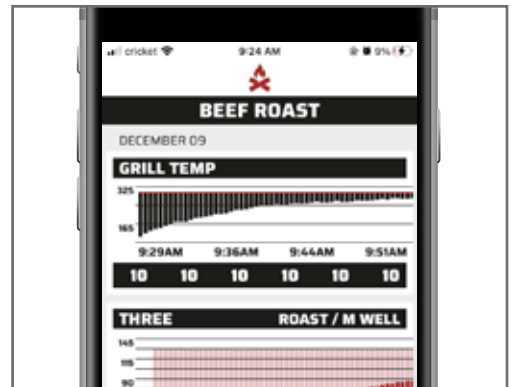 cricket 9:24 AM 9%
BEEF ROAST
DECEMBER 09
GRILL TEMP
325
165
9:29AM 9:36AM 9:44AM 9:51AM
10 10 10 10 10 10
THREE ROAST / M WELL
145
115
90